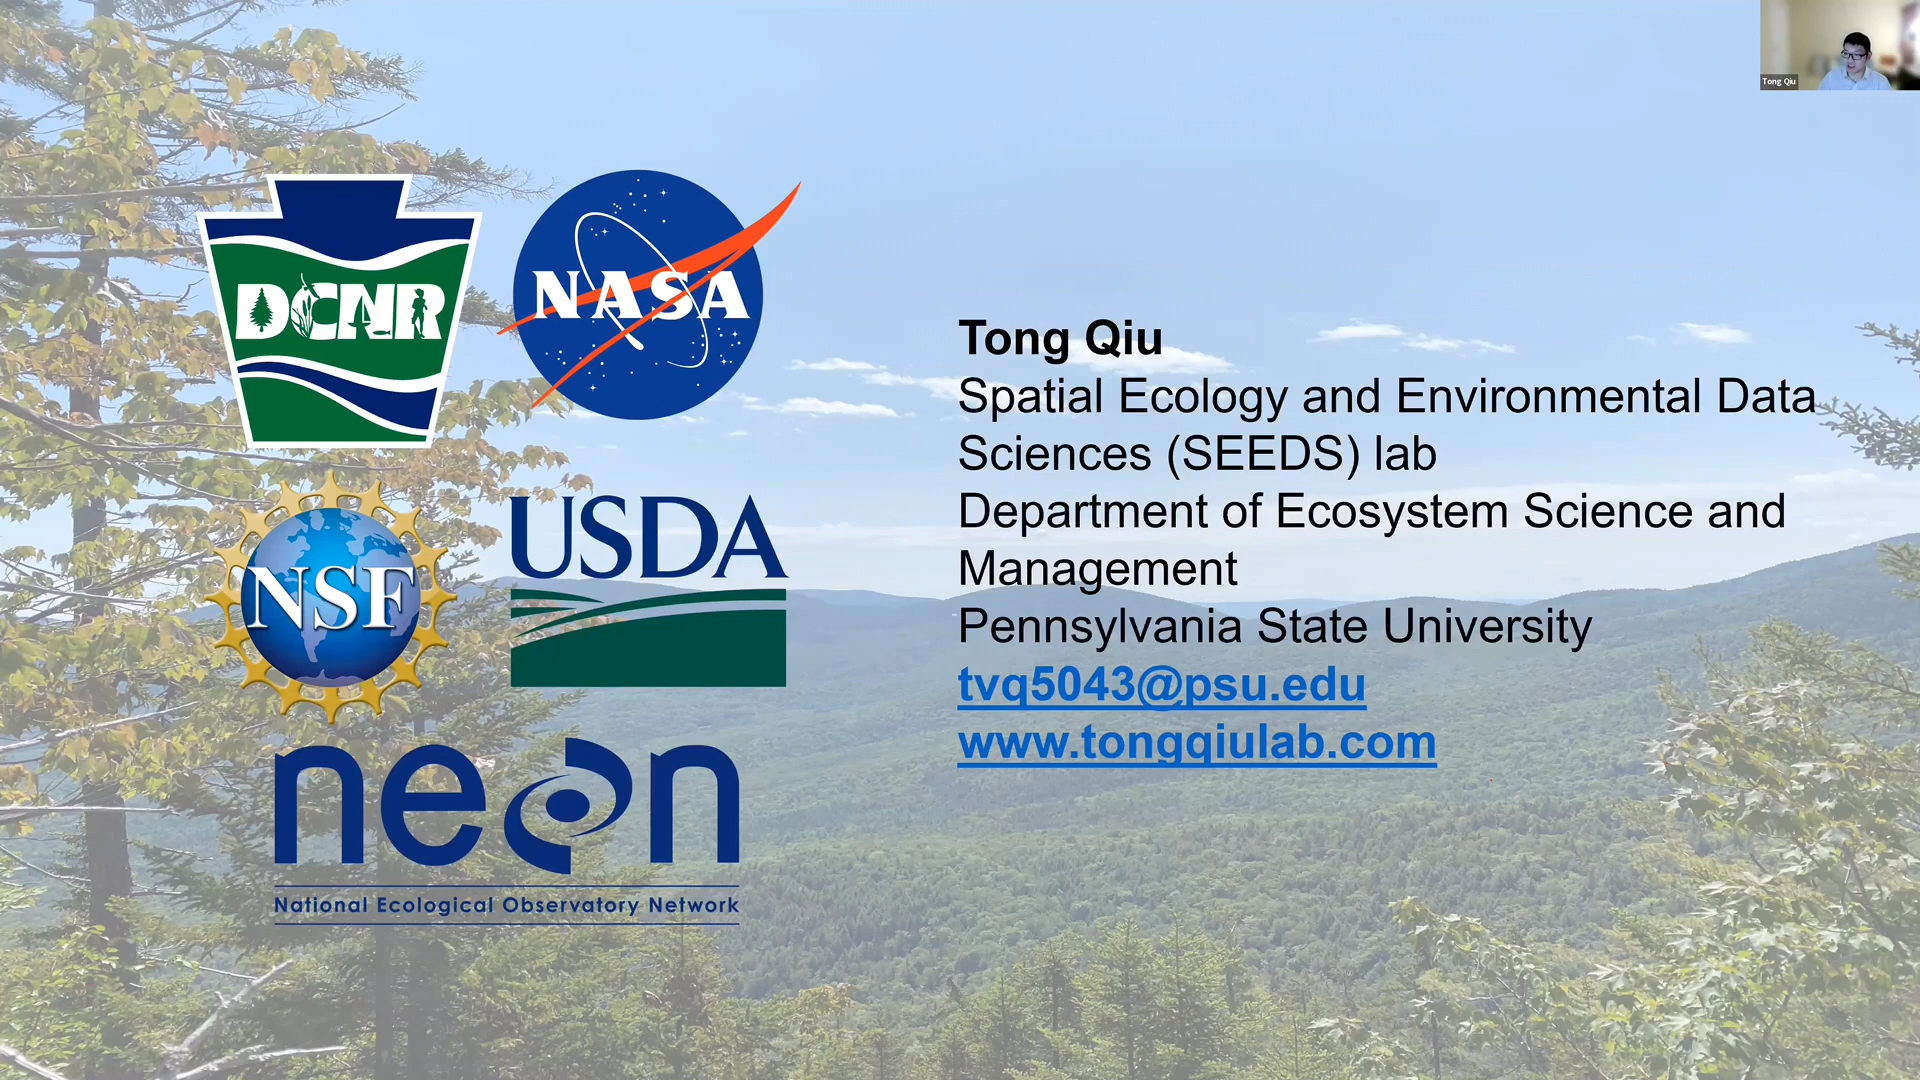 Tong Qiu
DCNR
NASA
NSF
USDA
neon
National Ecological Observatory Network
Tong Qiu
Spatial Ecology and Environmental Data
Sciences (SEEDS) lab
Department of Ecosystem Science and
Management
Pennsylvania State University
tvq5043@psu.edu
www.tongqiulab.com